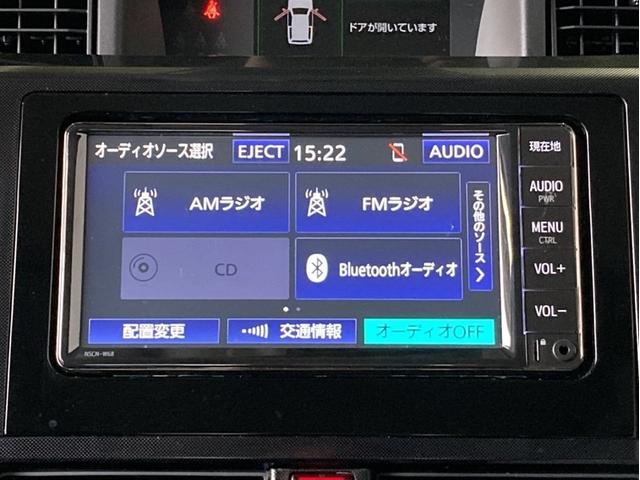 ドアが開いています
オーディオソース選択 EJECT 15:22 AUDIO
AMラジオ FMラジオ
CD Bluetoothオーディオ
その他のソース
配置変更 交通情報 オーディオOFF
NSCN-W68
現在地
AUDIO
PWR
MENU
CTRL
VOL+
VOL-